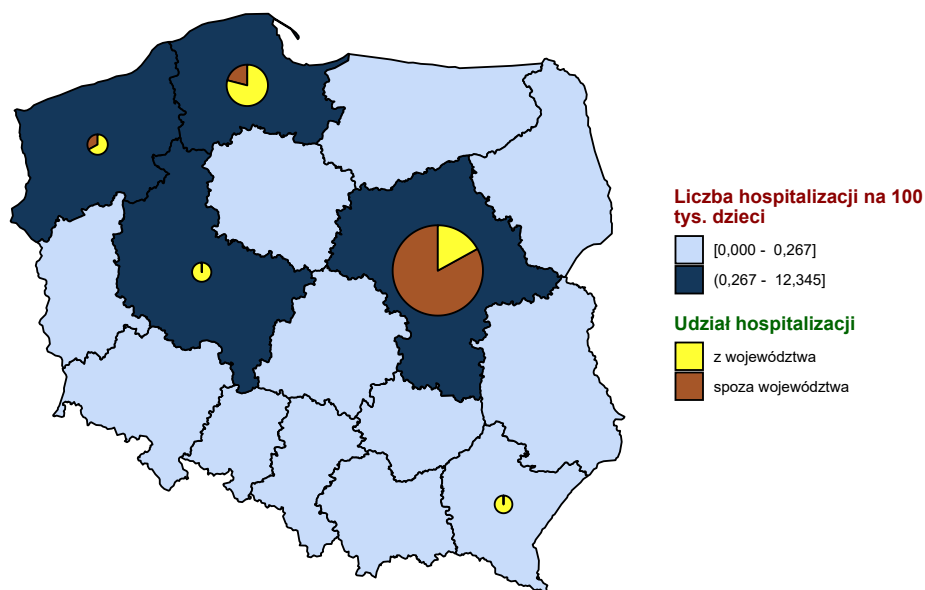 Liczba hospitalizacji na 100
tys. dzieci
[0,000 - 0,267]
(0,267 - 12,345]
Udział hospitalizacji
z województwa
spoza województwa